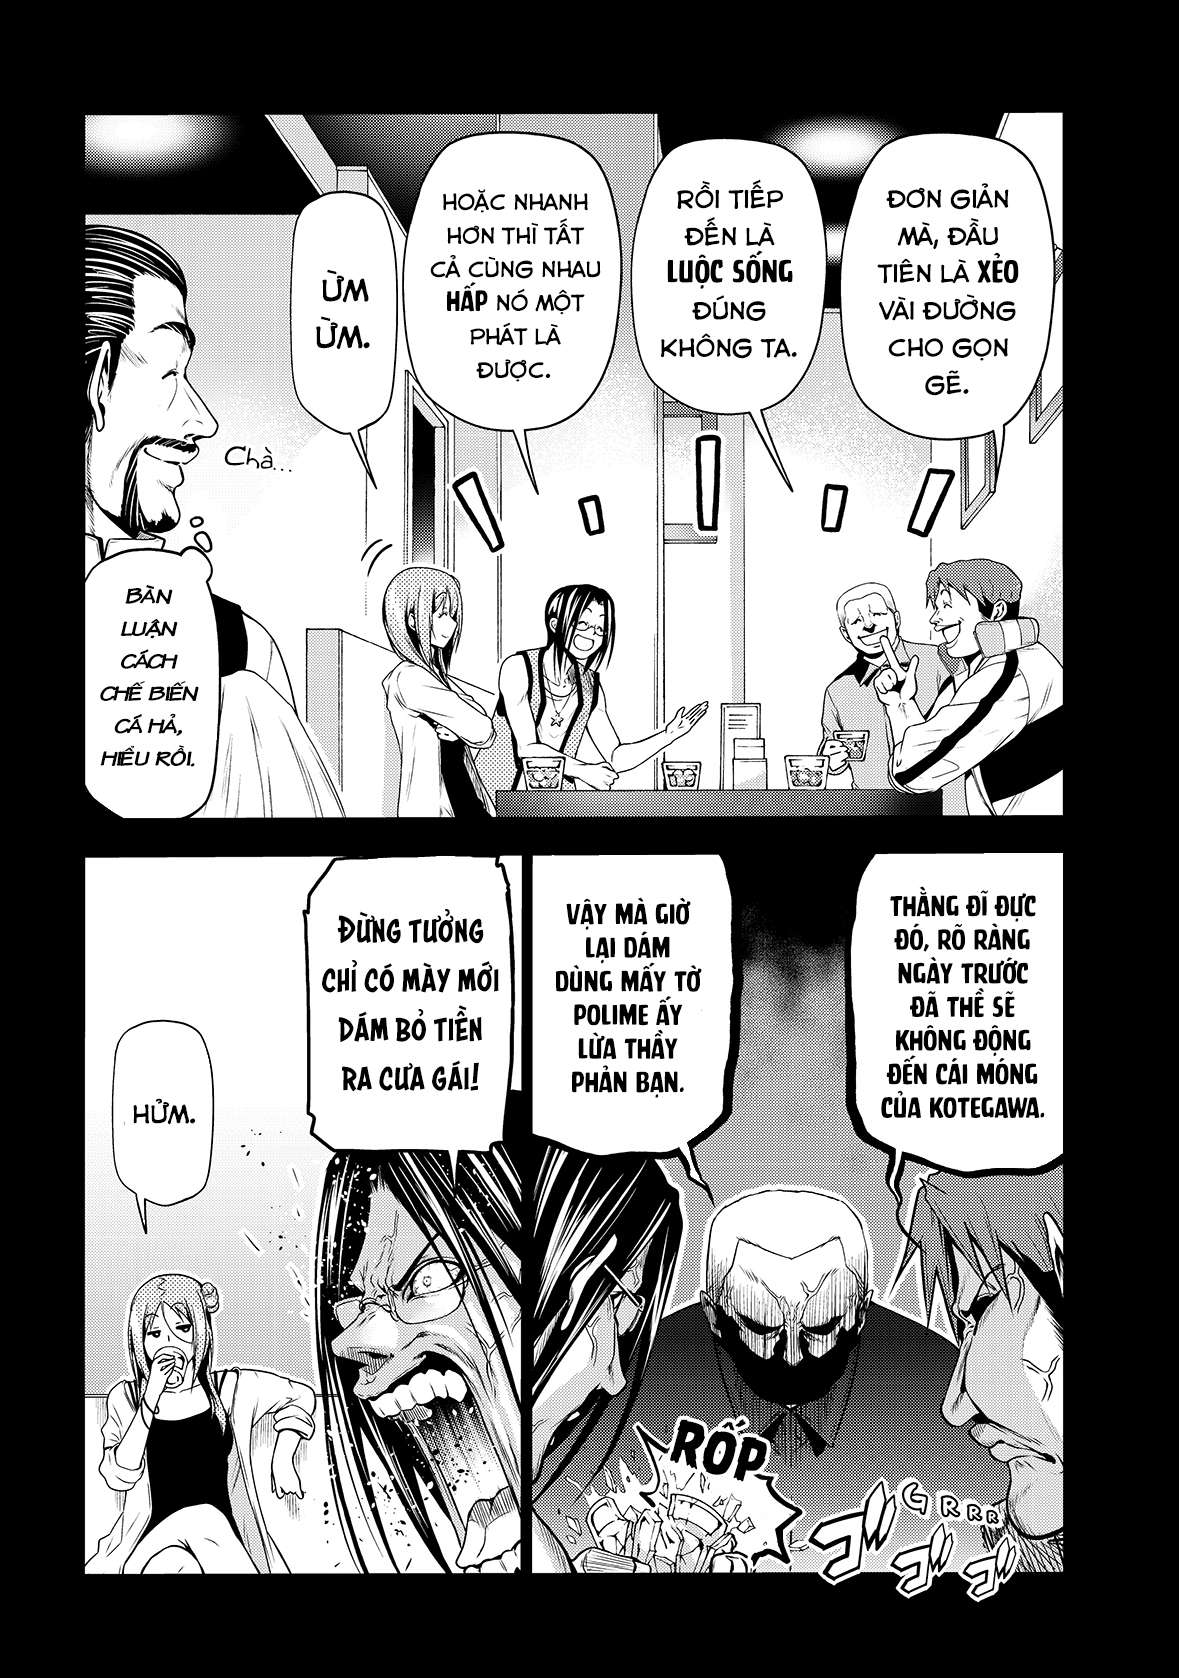 ĐƠN GIẢN
MÀ, ĐẦU
TIÊN LÀ XẺO
VÀI ĐƯỜNG
CHO GỌN
GẼ.
RỒI TIẾP
ĐẾN LÀ
LUỘC SỐNG
ĐÚNG
KHÔNG TA.
HOẶC NHANH
HƠN THÌ TẤT
CẢ CÙNG NHAU
HẤP NÓ MỘT
PHÁT LÀ
ĐƯỢC.
ỪM
ỪM.
Chà...
BÀN
LUẬN
CÁCH
CHẾ BIẾN
CÁ HẢ,
HIỂU RỒI.
THẰNG ĐĨ ĐỰC
ĐÓ, RÕ RÀNG
NGÀY TRƯỚC
ĐÃ THỀ SẼ
KHÔNG ĐỘNG
ĐẾN CÁI MÓNG
CỦA KOTEGAWA.
VẬY MÀ GIỜ
LẠI DÁM
DÙNG MẤY TỜ
POLIME ẤY
LỪA THẦY
PHẢN BẠN.
RỐP
GRRR
ゴゴゴ
ĐỪNG TƯỞNG
CHỈ CÓ MÀY MỚI
DÁM BỎ TIỀN
RA CƯA GÁI!
HỬM.